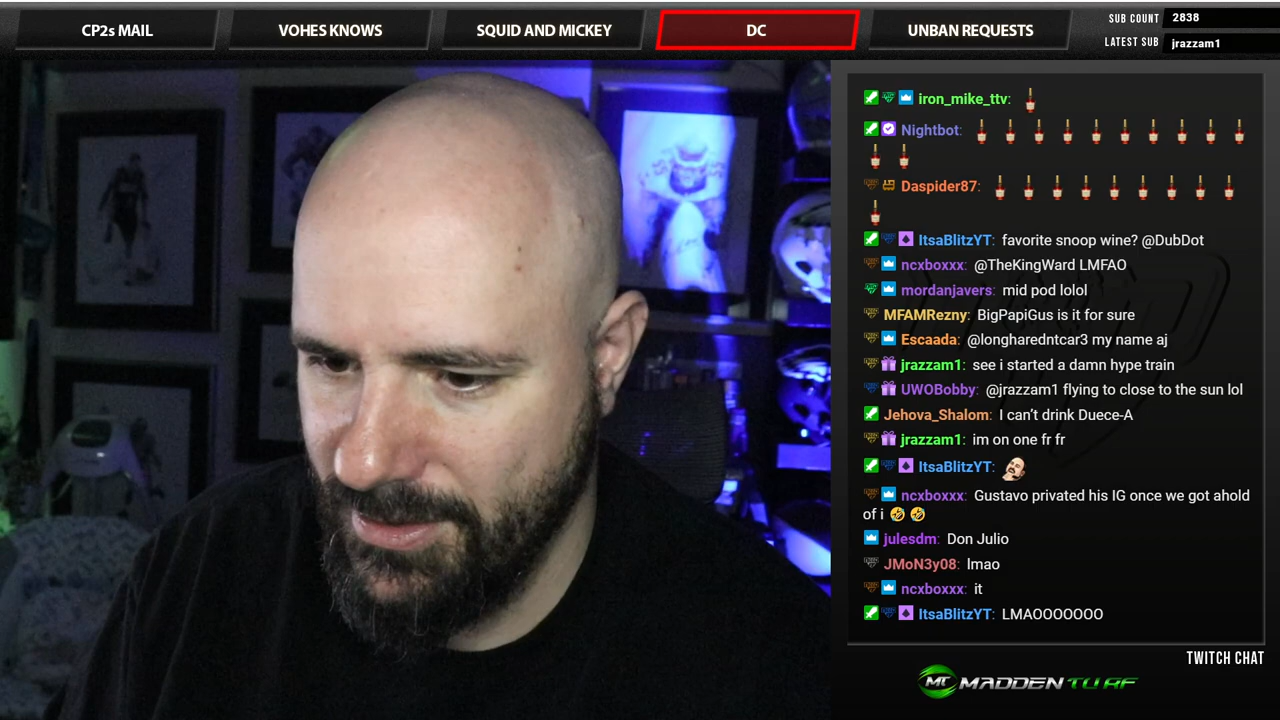 CP2s MAIL
VOHES KNOWS
SQUID AND MICKEY
DC
UNBAN REQUESTS
SUB COUNT 2838
LATEST SUB jrazzam1
iron_mike_ttv:
Nightbot:
Daspider87:
ItsaBlitzYT: favorite snoop wine? @DubDot
ncxboxxx: @TheKingWard LMFAO
mordanjavers: mid pod lolol
MFAMRezny: BigPapiGus is it for sure
Escaada: @longharedntcar3 my name aj
jrazzam1: see i started a damn hype train
UWOBobby: @jrazzam1 flying to close to the sun lol
Jehova_Shalom: I can't drink Duece-A
jrazzam1: im on one fr fr
ItsaBlitzYT:
ncxboxxx: Gustavo privated his IG once we got ahold
of i 🤣 🤣
julesdm: Don Julio
JMoN3y08: lmao
ncxboxxx: it
ItsaBlitzYT: LMAOOOOOOO
TWITCH CHAT
MT MADDEN TURF